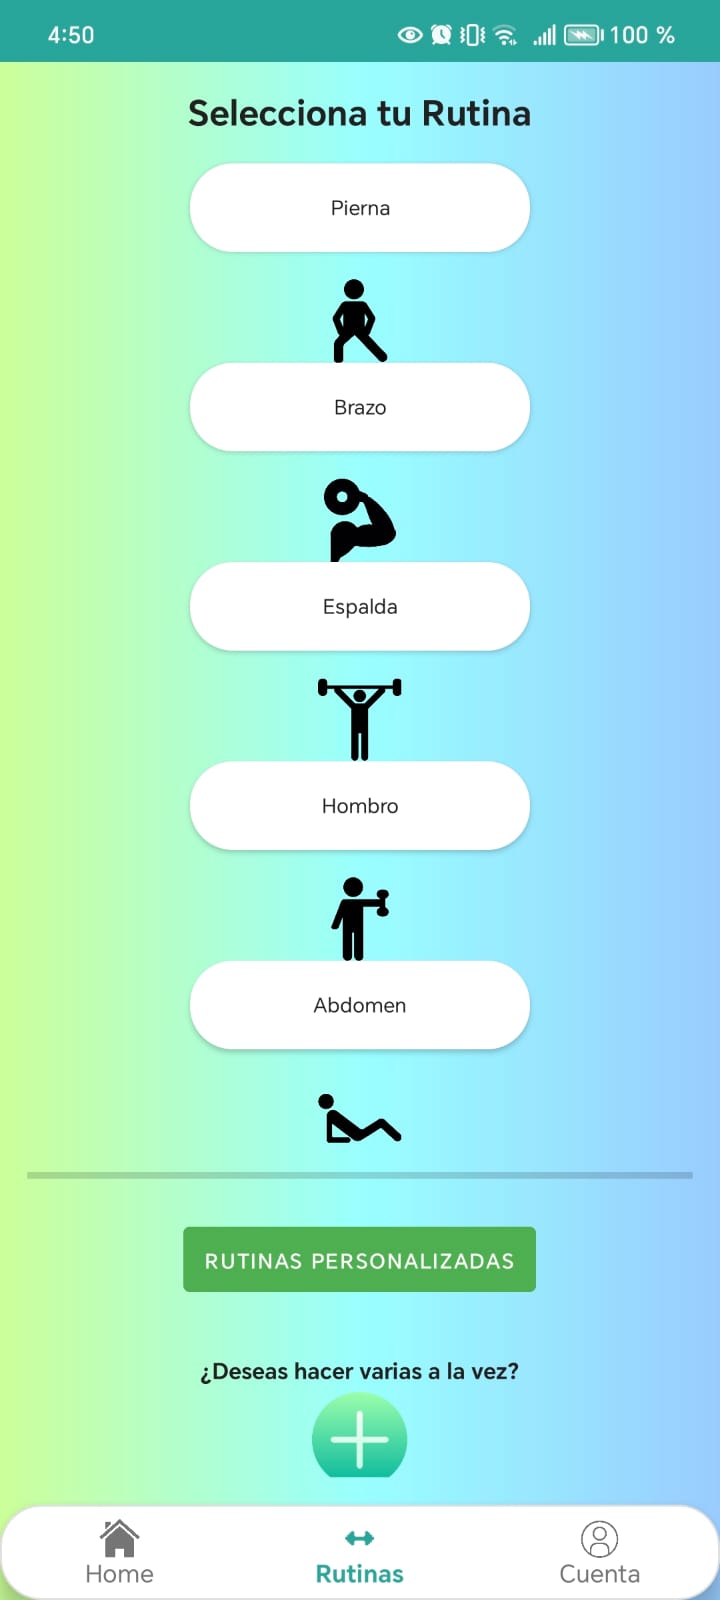 4:50
100 %
Selecciona tu Rutina
Pierna
Brazo
Espalda
Hombro
Abdomen
RUTINAS PERSONALIZADAS
¿Deseas hacer varias a la vez?
Home
Rutinas
Cuenta